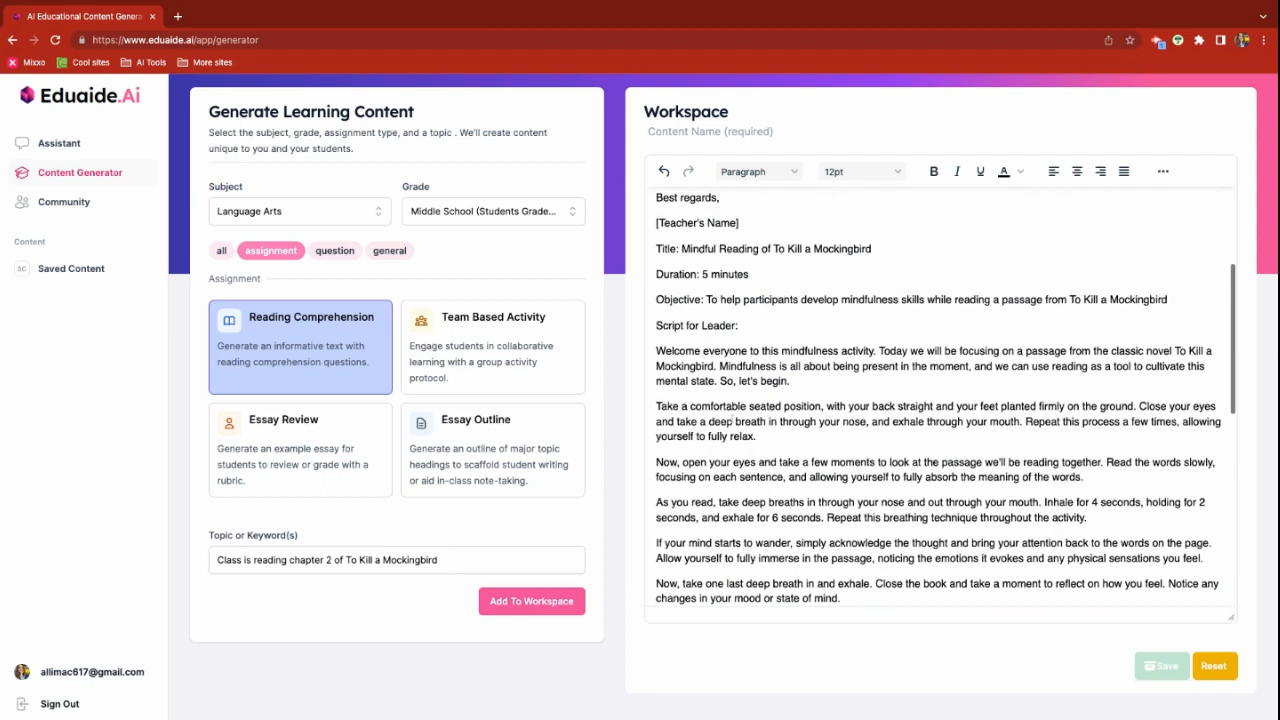 AI Educational Content Genera
https://www.eduaide.ai/app/generator
Mixxo
Cool sites
AI Tools
More sites
Eduaide.Ai
Assistant
Content Generator
Community
Content
SC Saved Content
allimac617@gmail.com
Sign Out
Generate Learning Content
Select the subject, grade, assignment type, and a topic . We'll create content
unique to you and your students.
Subject
Grade
Language Arts
Middle School (Students Grade...
all
assignment
question
general
Assignment
Reading Comprehension
Generate an informative text with
reading comprehension questions.
Team Based Activity
Engage students in collaborative
learning with a group activity
protocol.
Essay Review
Generate an example essay for
students to review or grade with a
rubric.
Essay Outline
Generate an outline of major topic
headings to scaffold student writing
or aid in-class note-taking.
Topic or Keyword(s)
Class is reading chapter 2 of To Kill a Mockingbird
Add To Workspace
Workspace
Content Name (required)
Paragraph
12pt
B I U A
Best regards,
[Teacher's Name]
Title: Mindful Reading of To Kill a Mockingbird
Duration: 5 minutes
Objective: To help participants develop mindfulness skills while reading a passage from To Kill a Mockingbird
Script for Leader:
Welcome everyone to this mindfulness activity. Today we will be focusing on a passage from the classic novel To Kill a
Mockingbird. Mindfulness is all about being present in the moment, and we can use reading as a tool to cultivate this
mental state. So, let's begin.
Take a comfortable seated position, with your back straight and your feet planted firmly on the ground. Close your eyes
and take a deep breath in through your nose, and exhale through your mouth. Repeat this process a few times, allowing
yourself to fully relax.
Now, open your eyes and take a few moments to look at the passage we'll be reading together. Read the words slowly,
focusing on each sentence, and allowing yourself to fully absorb the meaning of the words.
As you read, take deep breaths in through your nose and out through your mouth. Inhale for 4 seconds, holding for 2
seconds, and exhale for 6 seconds. Repeat this breathing technique throughout the activity.
If your mind starts to wander, simply acknowledge the thought and bring your attention back to the words on the page.
Allow yourself to fully immerse in the passage, noticing the emotions it evokes and any physical sensations you feel.
Now, take one last deep breath in and exhale. Close the book and take a moment to reflect on how you feel. Notice any
changes in your mood or state of mind.
Save
Reset